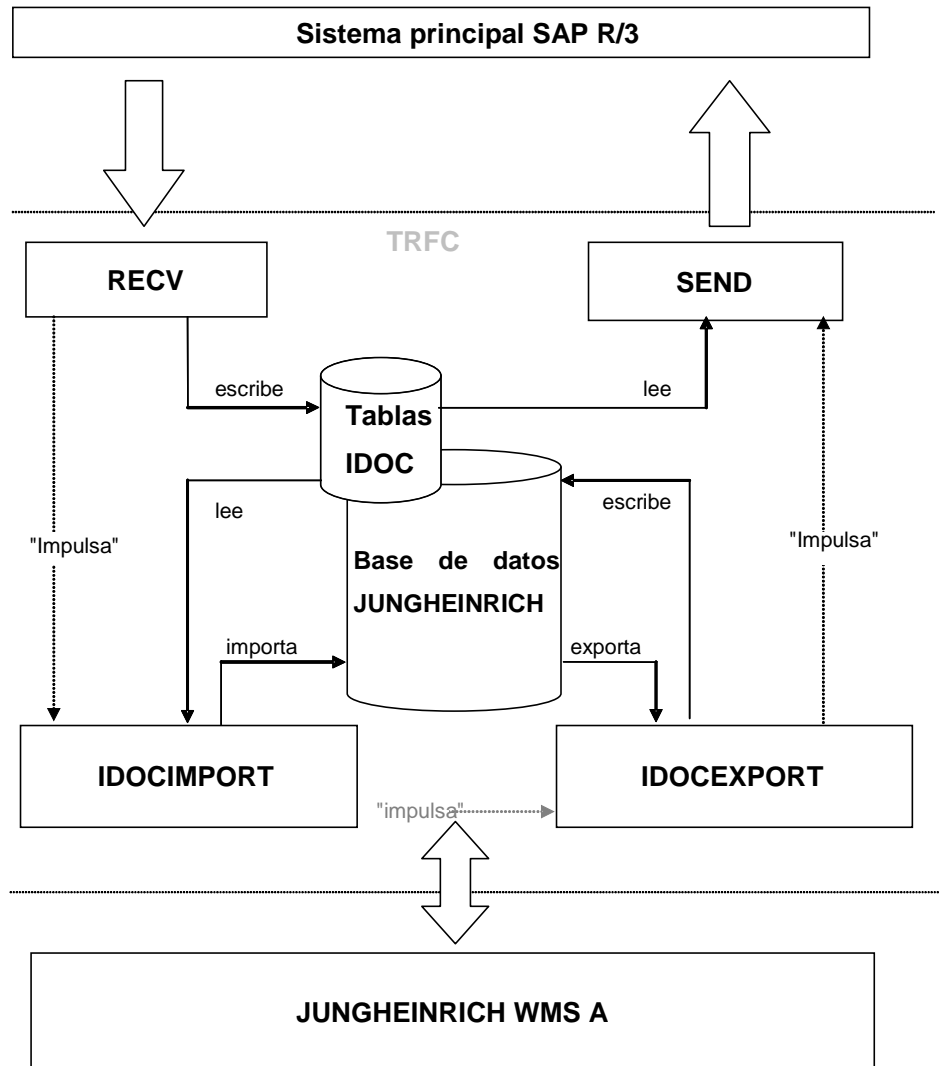 Sistema principal SAP R/3
TRFC
RECV
SEND
escribe
lee
Tablas
IDOC
lee
escribe
"Impulsa"
"Impulsa"
Base de datos
JUNGHEINRICH
importa
exporta
IDOCIMPORT
IDOCEXPORT
"impulsa"
JUNGHEINRICH WMS A